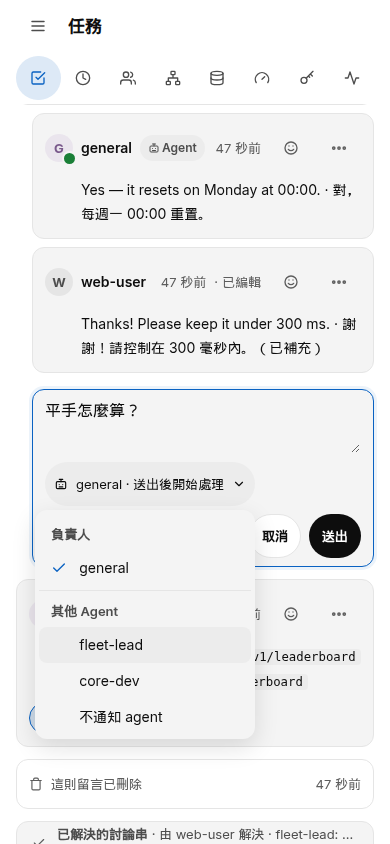 任務
G general Agent 47 秒前
Yes — it resets on Monday at 00:00. · 對，
每週一 00:00 重置。
W web-user 47 秒前 · 已編輯
Thanks! Please keep it under 300 ms. · 謝
謝！請控制在 300 毫秒內。（已補充）
平手怎麼算？
general · 送出後開始處理
取消 送出
負責人
general
前
其他 Agent
fleet-lead
v1/leaderboard
core-dev
erboard
不通知 agent
這則留言已刪除 47 秒前
已解決的討論串 · 由 web-user 解決 · fleet-lead: ...